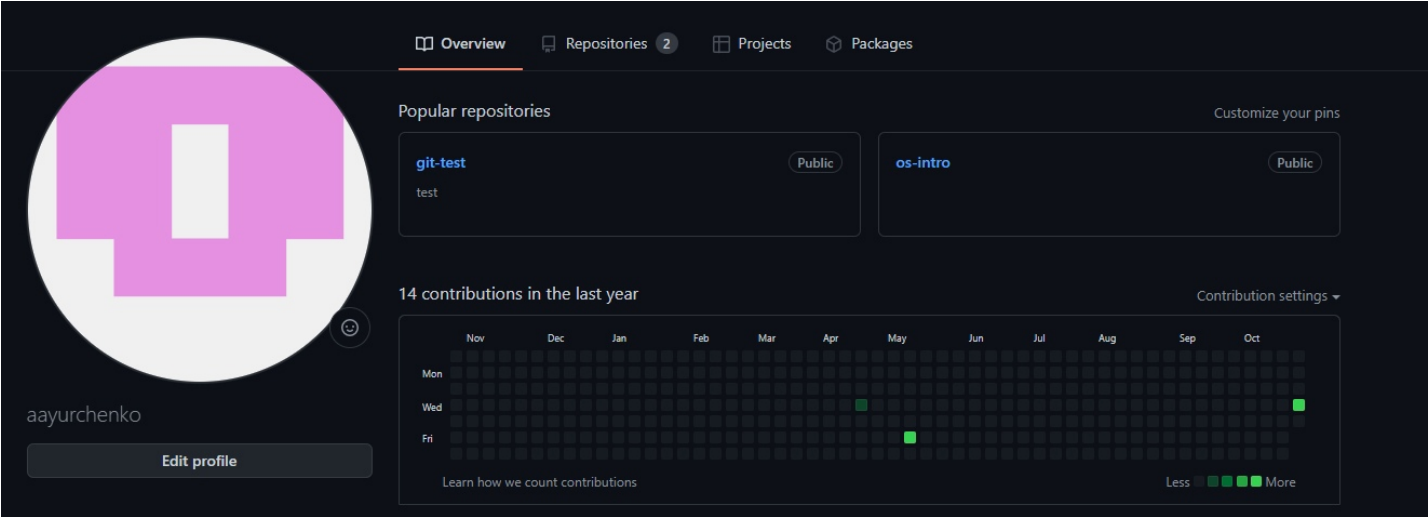 Overview Repositories 2 Projects Packages
Popular repositories Customize your pins
git-test Public os-intro Public
test
14 contributions in the last year
Contribution settings
Nov Dec Jan Feb Mar Apr May Jun Jul Aug Sep Oct
Mon
Wed
Fri
Learn how we count contributions Less More
aayurchenko
Edit profile